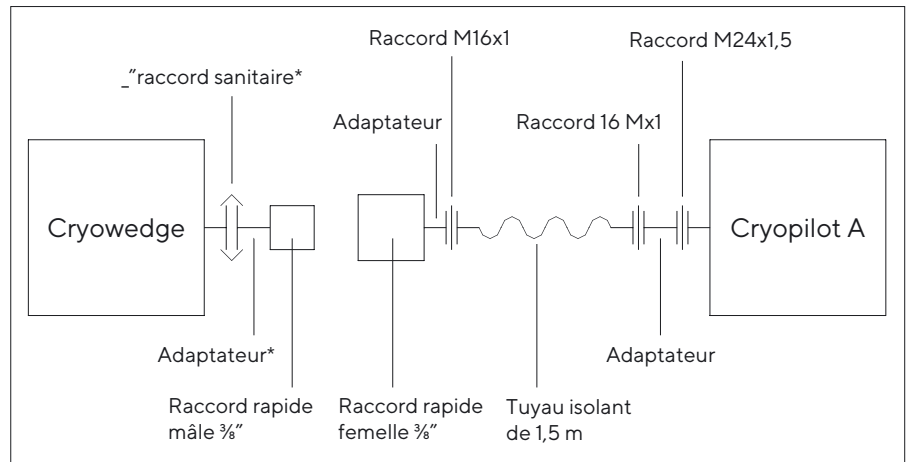 Raccord M16x1
Raccord M24x1,5
_"raccord sanitaire*
Adaptateur
Raccord 16 Mx1
Cryowedge
Cryopilot A
Adaptateur*
Adaptateur
Raccord rapide
mâle ⅜"
Raccord rapide
femelle ⅜"
Tuyau isolant
de 1,5 m